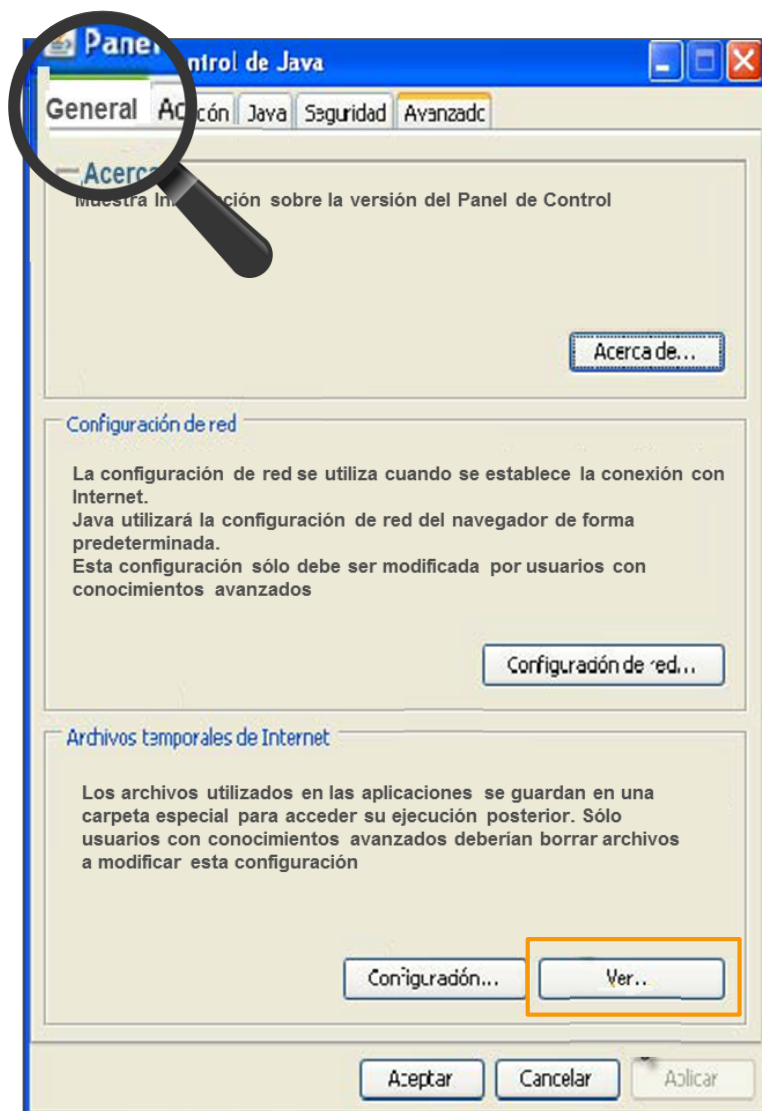 Panel ntrol de Java
General Ac cón Java Seguridad Avanzado
Acerca
Muestra In ción sobre la versión del Panel de Control
Acerca de...
Configuración de red
La configuración de red se utiliza cuando se establece la conexión con
Internet.
Java utilizará la configuración de red del navegador de forma
predeterminada.
Esta configuración sólo debe ser modificada por usuarios con
conocimientos avanzados
Configuración de red...
Archivos temporales de Internet
Los archivos utilizados en las aplicaciones se guardan en una
carpeta especial para acceder su ejecución posterior. Sólo
usuarios con conocimientos avanzados deberían borrar archivos
a modificar esta configuración
Configuración... Ver..
Aceptar Cancelar Aplicar